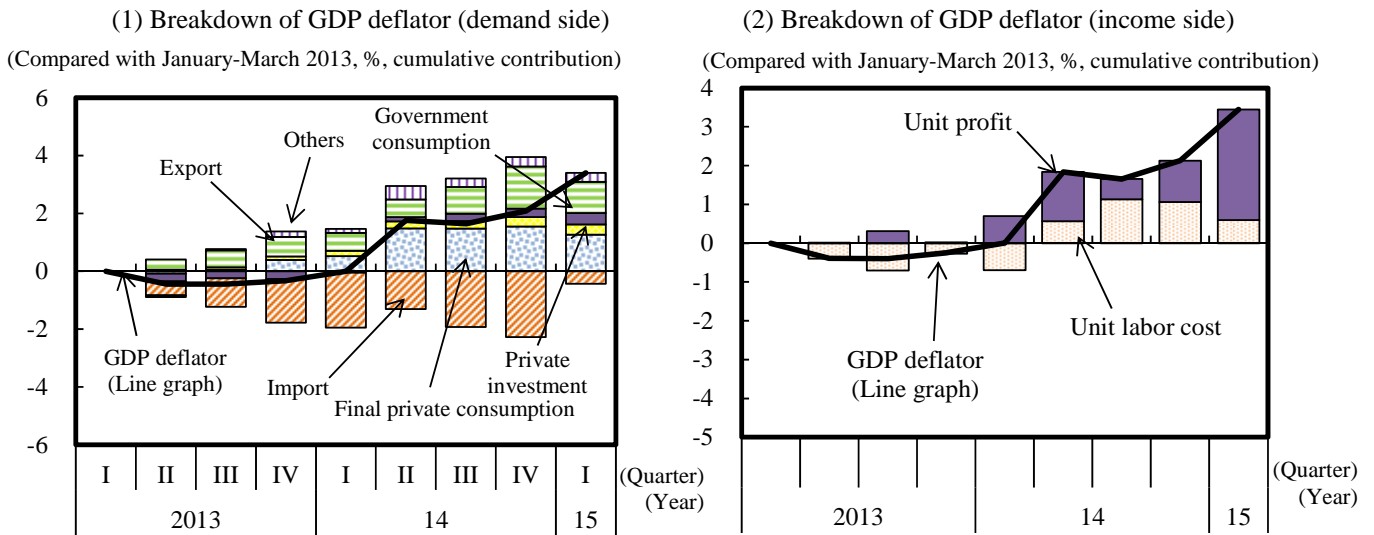 (1) Breakdown of GDP deflator (demand side)
(Compared with January-March 2013, %, cumulative contribution)
6
4
2
0
-2
-4
-6
Export
Others
Government
consumption
GDP deflator
(Line graph)
Import
Final private consumption
Private
investment
I II III IV I II III IV I
(Quarter)
(Year)
2013 14 15
(2) Breakdown of GDP deflator (income side)
(Compared with January-March 2013, %, cumulative contribution)
4
3
2
1
0
-1
-2
-3
-4
-5
Unit profit
Unit labor cost
GDP deflator
(Line graph)
(Quarter)
(Year)
2013 14 15